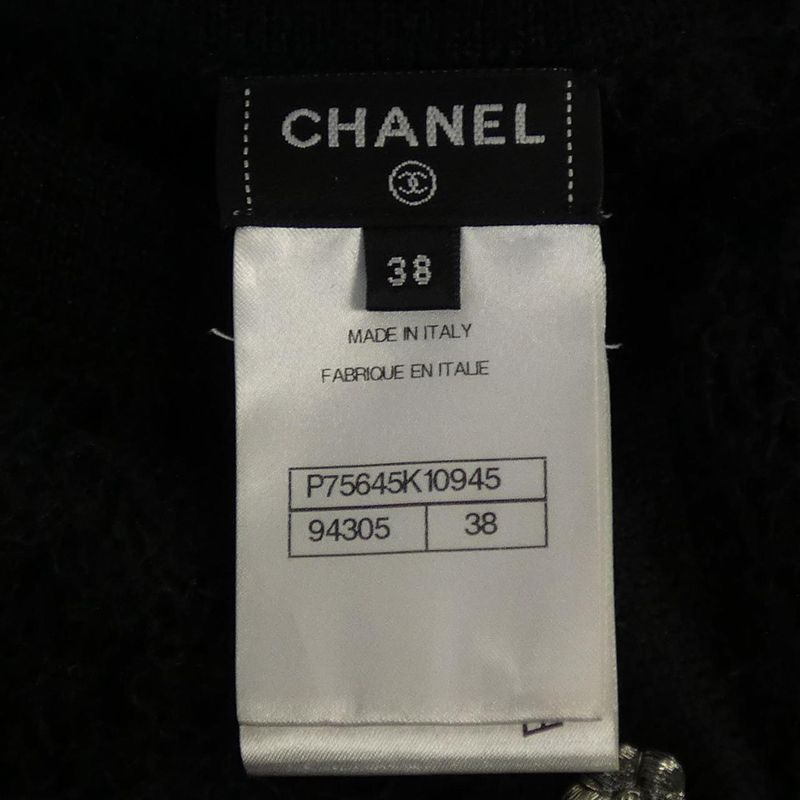 CHANEL
38
MADE IN ITALY
FABRIQUE EN ITALIE
P75645K10945
94305 38